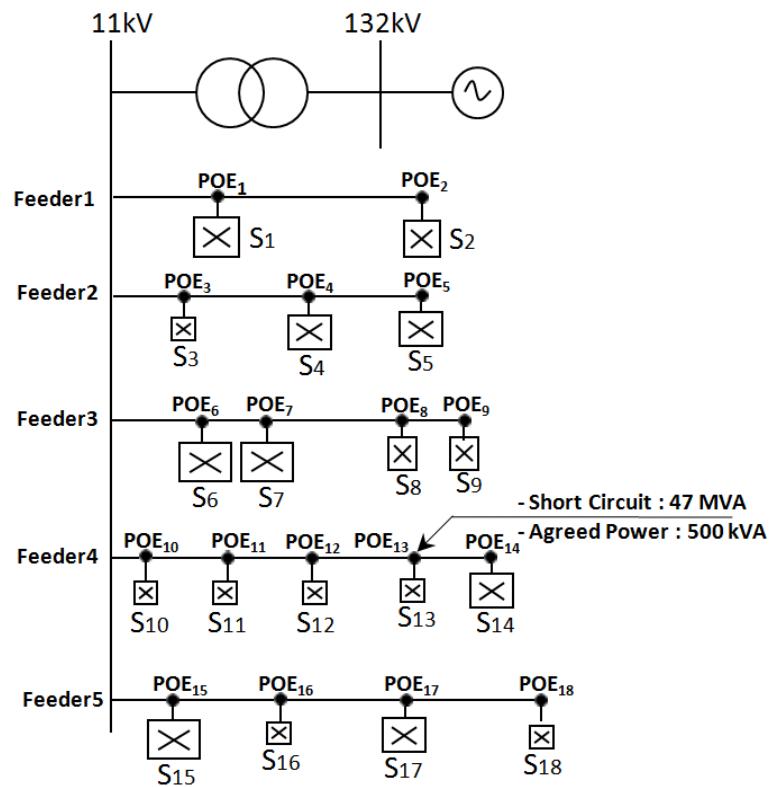 11kV 132kV
Feeder1 POE1 POE2
S1 S2
Feeder2 POE3 POE4 POE5
S3 S4 S5
Feeder3 POE6 POE7 POE8 POE9
S6 S7 S8 S9
- Short Circuit : 47 MVA
- Agreed Power : 500 kVA
Feeder4 POE10 POE11 POE12 POE13 POE14
S10 S11 S12 S13 S14
Feeder5 POE15 POE16 POE17 POE18
S15 S16 S17 S18